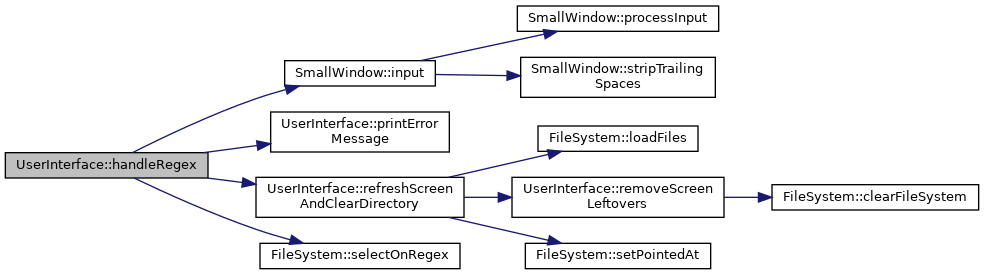 SmallWindow::processInput
SmallWindow::input
SmallWindow::stripTrailing
Spaces
UserInterface::printError
Message
FileSystem::loadFiles
UserInterface::handleRegex
UserInterface::refreshScreen
AndClearDirectory
UserInterface::removeScreen
Leftovers
FileSystem::clearFileSystem
FileSystem::selectOnRegex
FileSystem::setPointedAt